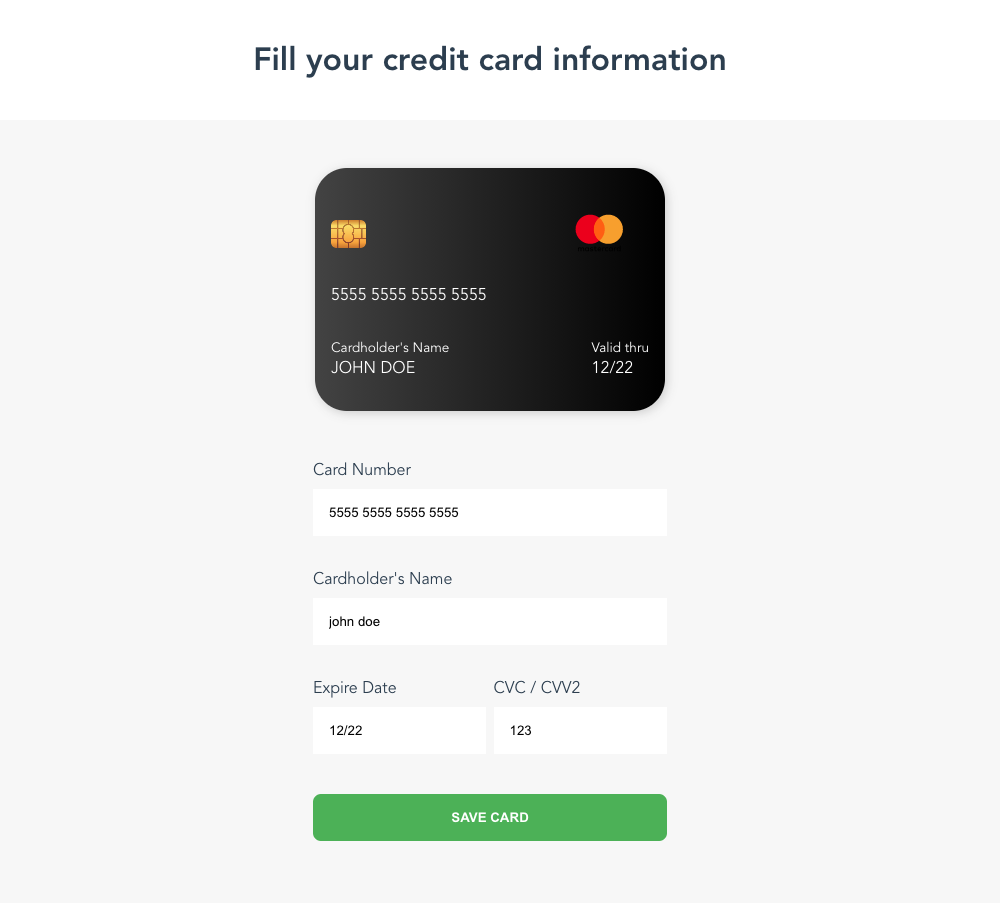 Fill your credit card information
5555 5555 5555 5555
Cardholder's Name
JOHN DOE
Valid thru
12/22
Card Number
5555 5555 5555 5555
Cardholder's Name
john doe
Expire Date
12/22
CVC / CVV2
123
SAVE CARD